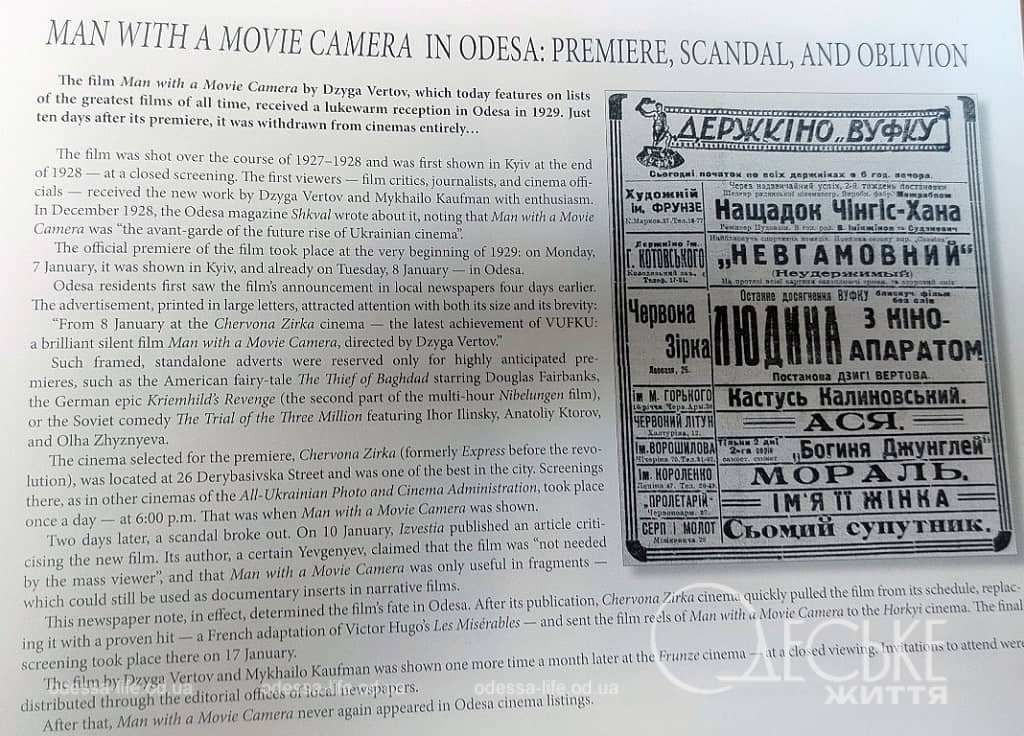 MAN WITH A MOVIE CAMERA IN ODESA: PREMIERE, SCANDAL, AND OBLIVION
The film Man with a Movie Camera by Dzyga Vertov, which today features on lists
of the greatest films of all time, received a lukewarm reception in Odesa in 1929. Just
ten days after its premiere, it was withdrawn from cinemas entirely…
The film was shot over the course of 1927–1928 and was first shown in Kyiv at the end
of 1928 — at a closed screening. The first viewers — film critics, journalists, and cinema offi-
cials — received the new work by Dzyga Vertov and Mykhailo Kaufman with enthusiasm.
In December 1928, the Odesa magazine Shkval wrote about it, noting that Man with a Movie
Camera was “the avant-garde of the future rise of Ukrainian cinema”.
The official premiere of the film took place at the very beginning of 1929: on Monday,
7 January, it was shown in Kyiv, and already on Tuesday, 8 January — in Odesa.
Odesa residents first saw the film’s announcement in local newspapers four days earlier.
The advertisement, printed in large letters, attracted attention with both its size and its brevity:
“From 8 January at the Chervona Zirka cinema — the latest achievement of VUFKU:
a brilliant silent film Man with a Movie Camera, directed by Dzyga Vertov.”
Such framed, standalone adverts were reserved only for highly anticipated pre-
mieres, such as the American fairy-tale The Thief of Baghdad starring Douglas Fairbanks,
the German epic Kriemhild’s Revenge (the second part of the multi-hour Nibelungen film),
or the Soviet comedy The Trial of the Three Million featuring Ihor Ilinsky, Anatoliy Ktorov,
and Olha Zhyznyeva.
The cinema selected for the premiere, Chervona Zirka (formerly Express before the revo-
lution), was located at 26 Derybasivska Street and was one of the best in the city. Screenings
there, as in other cinemas of the All-Ukrainian Photo and Cinema Administration, took place
once a day — at 6:00 p.m. That was when Man with a Movie Camera was shown.
Two days later, a scandal broke out. On 10 January, Izvestia published an article criti-
cising the new film. Its author, a certain Yevgenyev, claimed that the film was “not needed
by the mass viewer”, and that Man with a Movie Camera was only useful in fragments —
which could still be used as documentary inserts in narrative films.
This newspaper note, in effect, determined the film’s fate in Odesa. After its publication, Chervona Zirka cinema quickly pulled the film from its schedule, replac-
ing it with a proven hit — a French adaptation of Victor Hugo’s Les Misérables — and sent the film reels of Man with a Movie Camera to the Horkyi cinema. The final
screening took place there on 17 January.
The film by Dzyga Vertov and Mykhailo Kaufman was shown one more time a month later at the Frunze cinema — at a closed viewing. Invitations to attend were
distributed through the editorial offices of local newspapers.
After that, Man with a Movie Camera never again appeared in Odesa cinema listings.
ДЕРЖКІНО „ВУФКУ”
Сьогодні початок по всіх держкінах в 6 год. вечора.
Художній
ім. ФРУНЗЕ
Через надзвичайний успіх, 2-й тиждень постановки
Нащадок Чінгіс-Хана
Держкіно ім.
Г. КОТОВСЬКОГО
„НЕВГАМОВНИЙ“
(Неудержимый)
Червона
Зірка
Останнє досягнення ВУФКУ блискуч. фільм
без слів
ЛЮДИНА З КІНО-
АПАРАТОМ
Постановка ДЗИГІ ВЕРТОВА.
ім М. ГОРЬКОГО
Кастусь Калиновський.
ЧЕРВОНИЙ ЛІТУН
АСЯ.
ім. ВОРОШИЛОВА
Тільки 2 дні
2-га серія
„Богиня Джунглей”
ім. КОРОЛЕНКО
МОРАЛЬ.
„ПРОЛЕТАРІЙ”
ІМ'Я ЇЇ ЖІНКА
СЕРП І МОЛОТ
Сьомий супутник.
ОДЕСЬКЕ
ЖИТТЯ
odessa-life.od.ua
odessa-life.od.ua
odessa-life.od.ua